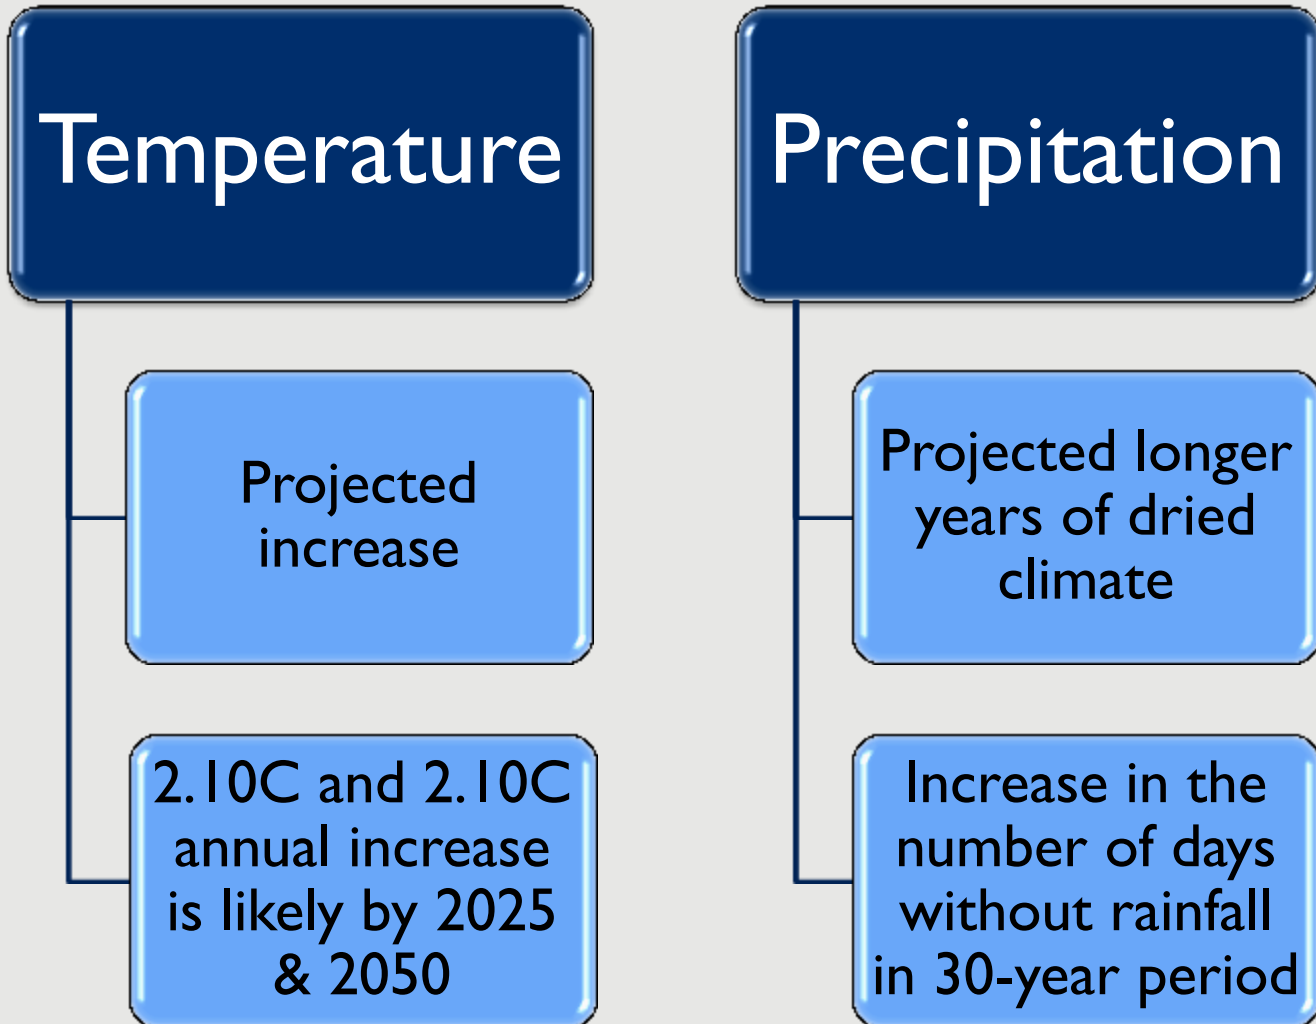 Temperature
Projected
increase
2.10C and 2.10C
annual increase
is likely by 2025
& 2050
Precipitation
Projected longer
years of dried
climate
Increase in the
number of days
without rainfall
in 30-year period